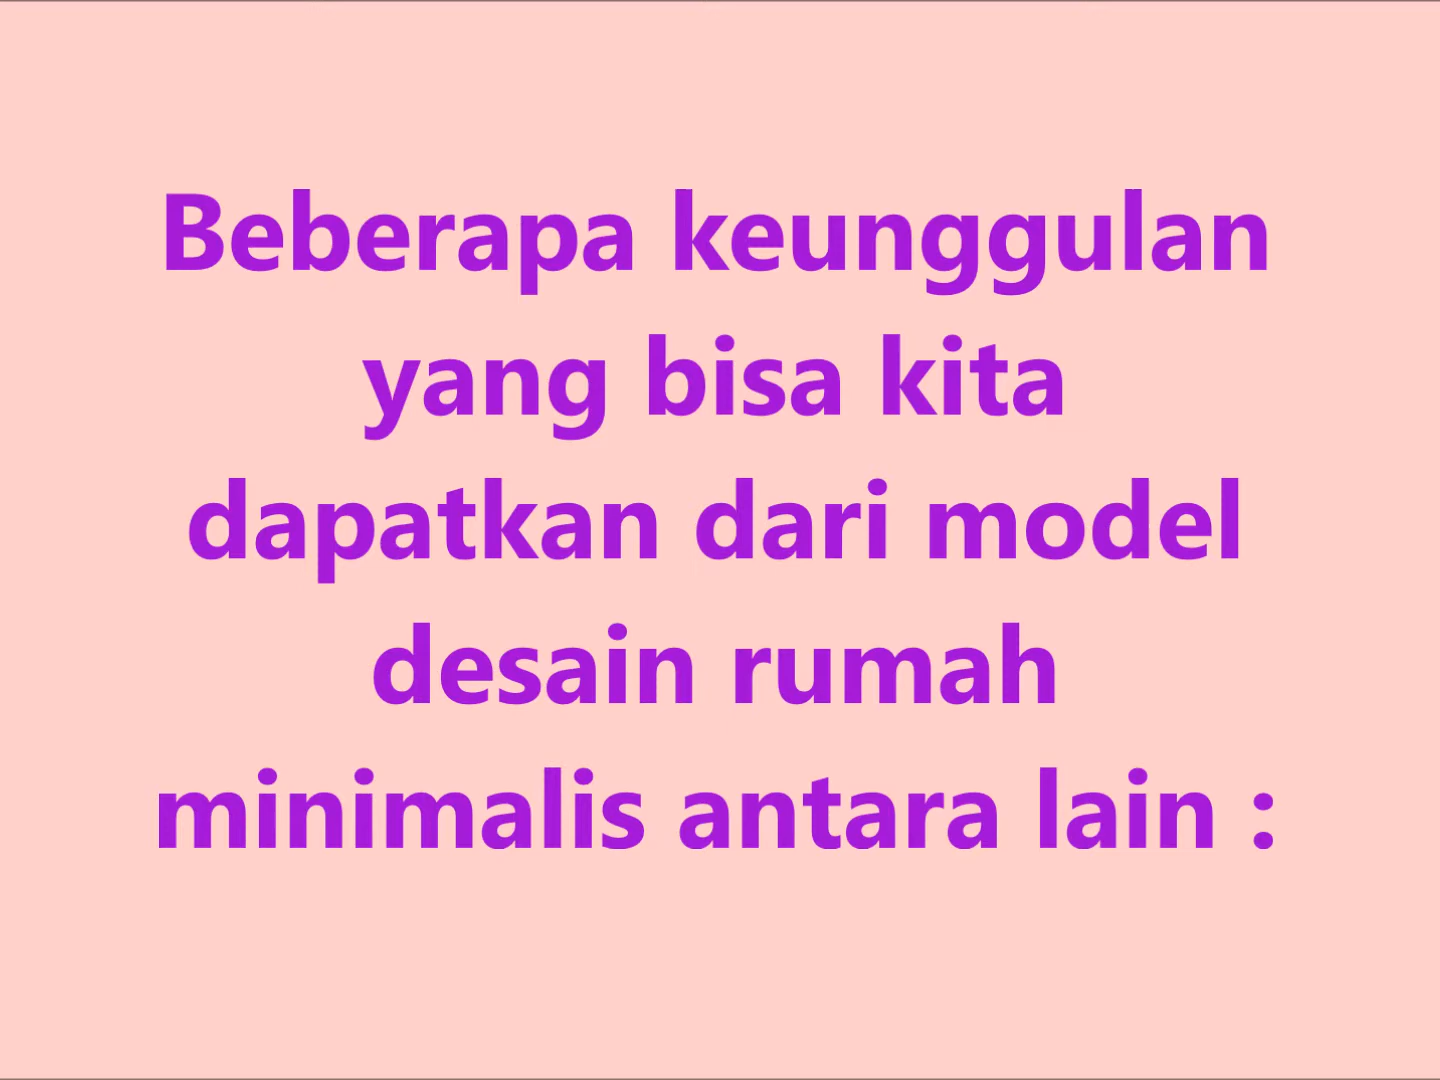 Beberapa keunggulan
yang bisa kita
dapatkan dari model
desain rumah
minimalis antara lain :